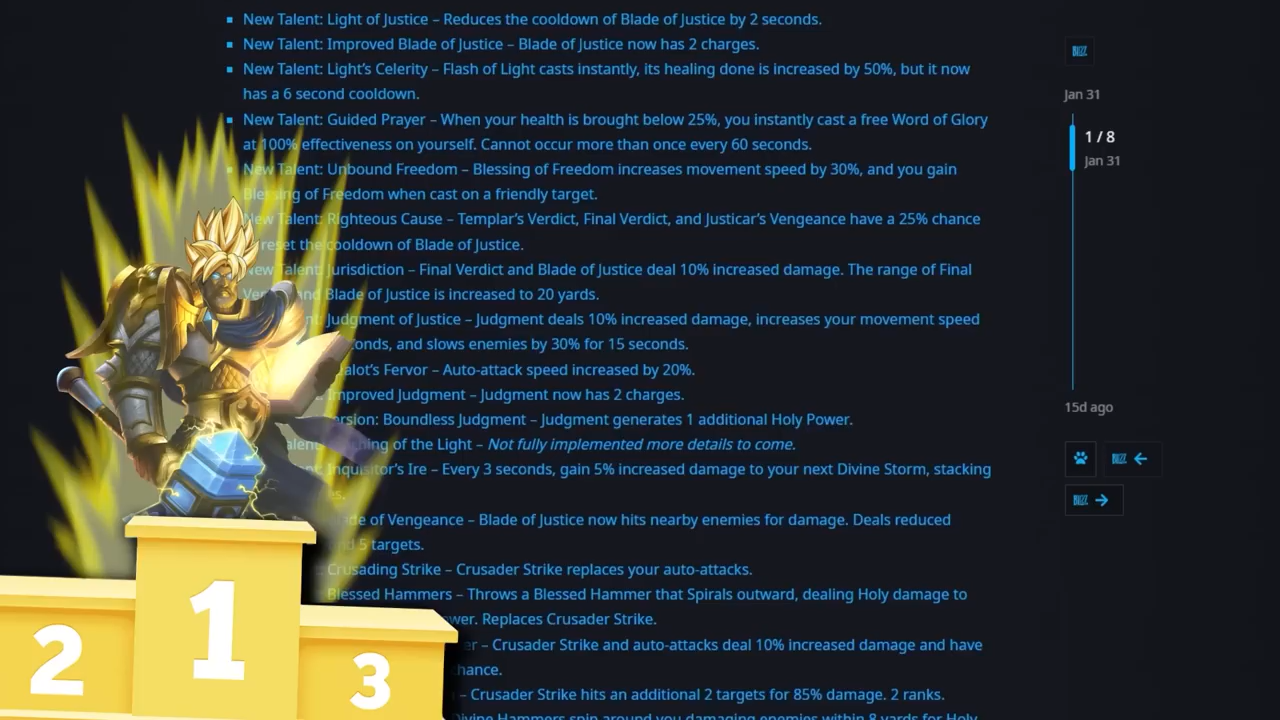 New Talent: Light of Justice – Reduces the cooldown of Blade of Justice by 2 seconds.
New Talent: Improved Blade of Justice – Blade of Justice now has 2 charges.
New Talent: Light's Celerity – Flash of Light casts instantly, its healing done is increased by 50%, but it now
has a 6 second cooldown.
New Talent: Guided Prayer – When your health is brought below 25%, you instantly cast a free Word of Glory
at 100% effectiveness on yourself. Cannot occur more than once every 60 seconds.
New Talent: Unbound Freedom – Blessing of Freedom increases movement speed by 30%, and you gain
Blessing of Freedom when cast on a friendly target.
New Talent: Righteous Cause – Templar's Verdict, Final Verdict, and Justicar's Vengeance have a 25% chance
reset the cooldown of Blade of Justice.
New Talent: Jurisdiction – Final Verdict and Blade of Justice deal 10% increased damage. The range of Final
and Blade of Justice is increased to 20 yards.
Judgment of Justice – Judgment deals 10% increased damage, increases your movement speed
and slows enemies by 30% for 15 seconds.
Fervor – Auto-attack speed increased by 20%.
Improved Judgment – Judgment now has 2 charges.
Boundless Judgment – Judgment generates 1 additional Holy Power.
of the Light – Not fully implemented more details to come.
Inquisitor's Ire – Every 3 seconds, gain 5% increased damage to your next Divine Storm, stacking
of Vengeance – Blade of Justice now hits nearby enemies for damage. Deals reduced
5 targets.
Crusading Strike – Crusader Strike replaces your auto-attacks.
Blessed Hammers – Throws a Blessed Hammer that Spirals outward, dealing Holy damage to
Replaces Crusader Strike.
– Crusader Strike and auto-attacks deal 10% increased damage and have
chance.
– Crusader Strike hits an additional 2 targets for 85% damage. 2 ranks.
Divine Hammers spin around you damaging enemies within 8 yards for Holy
BLIZZ
Jan 31
1 / 8
Jan 31
15d ago
BLIZZ
BLIZZ
2
1
3